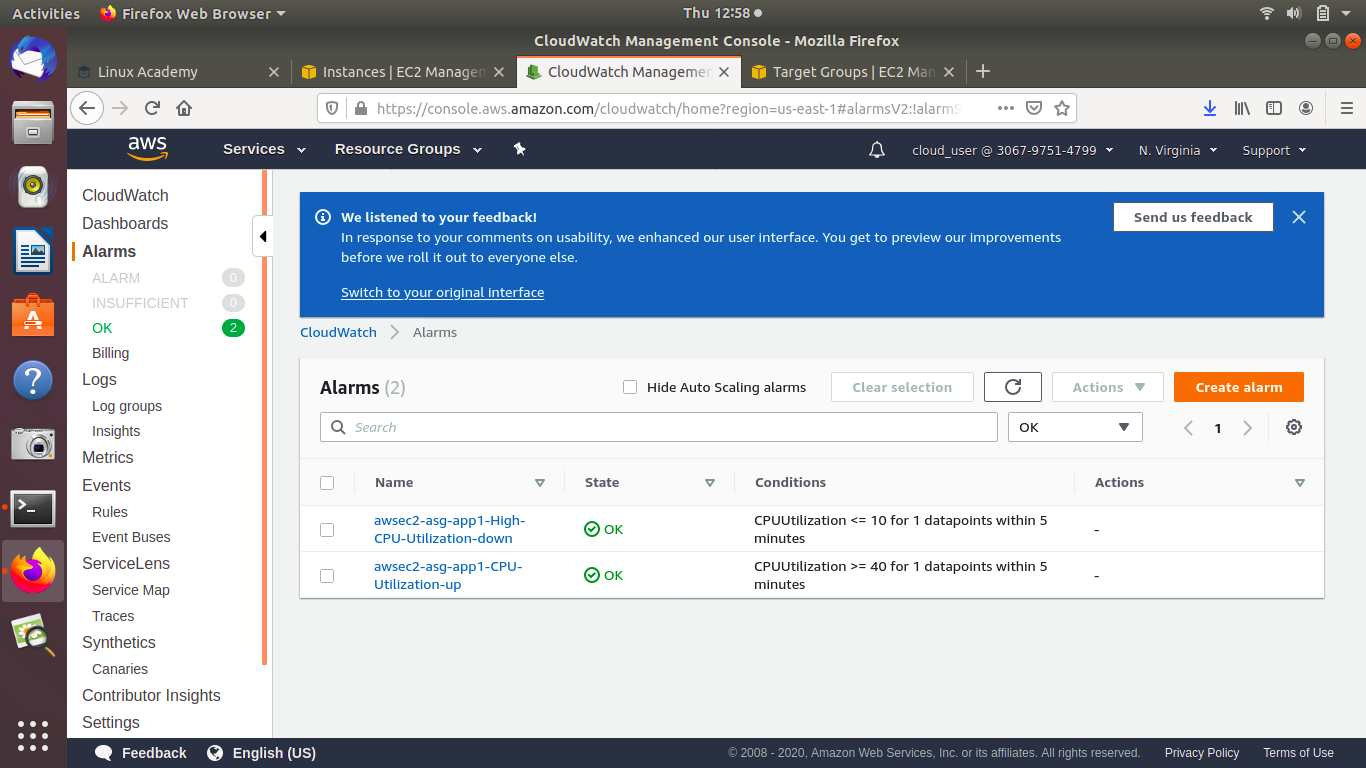 Activities
Firefox Web Browser
Thu 12:58
CloudWatch Management Console - Mozilla Firefox
Linux Academy
Instances | EC2 Managem
CloudWatch Managemen
Target Groups | EC2 Man
https://console.aws.amazon.com/cloudwatch/home?region=us-east-1#alarmsV2:!alarmS
aws
Services
Resource Groups
cloud_user @ 3067-9751-4799
N. Virginia
Support
CloudWatch
Dashboards
Alarms
ALARM 0
INSUFFICIENT 0
OK 2
Billing
Logs
Log groups
Insights
Metrics
Events
Rules
Event Buses
ServiceLens
Service Map
Traces
Synthetics
Canaries
Contributor Insights
Settings
We listened to your feedback!
In response to your comments on usability, we enhanced our user interface. You get to preview our improvements
before we roll it out to everyone else.
Switch to your original interface
Send us feedback
CloudWatch
Alarms
Alarms (2)
Hide Auto Scaling alarms
Clear selection
Actions
Create alarm
Search
OK
1
Name
State
Conditions
Actions
awsec2-asg-app1-High-
CPU-Utilization-down
OK
CPUUtilization <= 10 for 1 datapoints within 5
minutes
-
awsec2-asg-app1-CPU-
Utilization-up
OK
CPUUtilization >= 40 for 1 datapoints within 5
minutes
-
Feedback
English (US)
© 2008 - 2020, Amazon Web Services, Inc. or its affiliates. All rights reserved.
Privacy Policy
Terms of Use